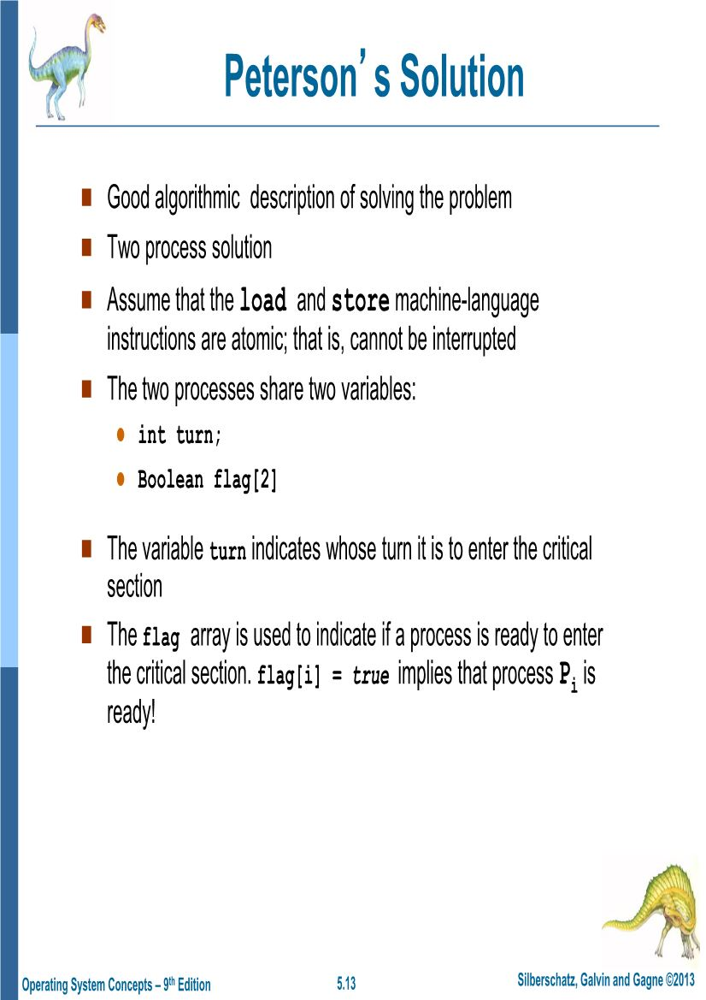 Peterson’s Solution
Good algorithmic description of solving the problem
Two process solution
Assume that the load and store machine-language
instructions are atomic; that is, cannot be interrupted
The two processes share two variables:
int turn;
Boolean flag[2]
The variable turn indicates whose turn it is to enter the critical
section
The flag array is used to indicate if a process is ready to enter
the critical section. flag[i] = true implies that process Pi is
ready!
Operating System Concepts – 9th Edition
5.13
Silberschatz, Galvin and Gagne ©2013